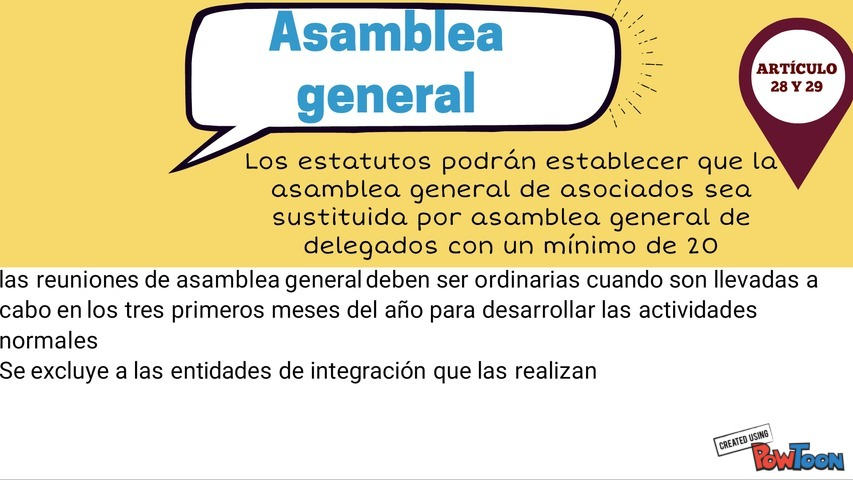 Asamblea
general
ARTÍCULO
28 Y 29
Los estatutos podrán establecer que la
asamblea general de asociados sea
sustituida por asamblea general de
delegados con un mínimo de 20
las reuniones de asamblea general deben ser ordinarias cuando son llevadas a
cabo en los tres primeros meses del año para desarrollar las actividades
normales
Se excluye a las entidades de integración que las realizan
CREATED USING
POWTOON